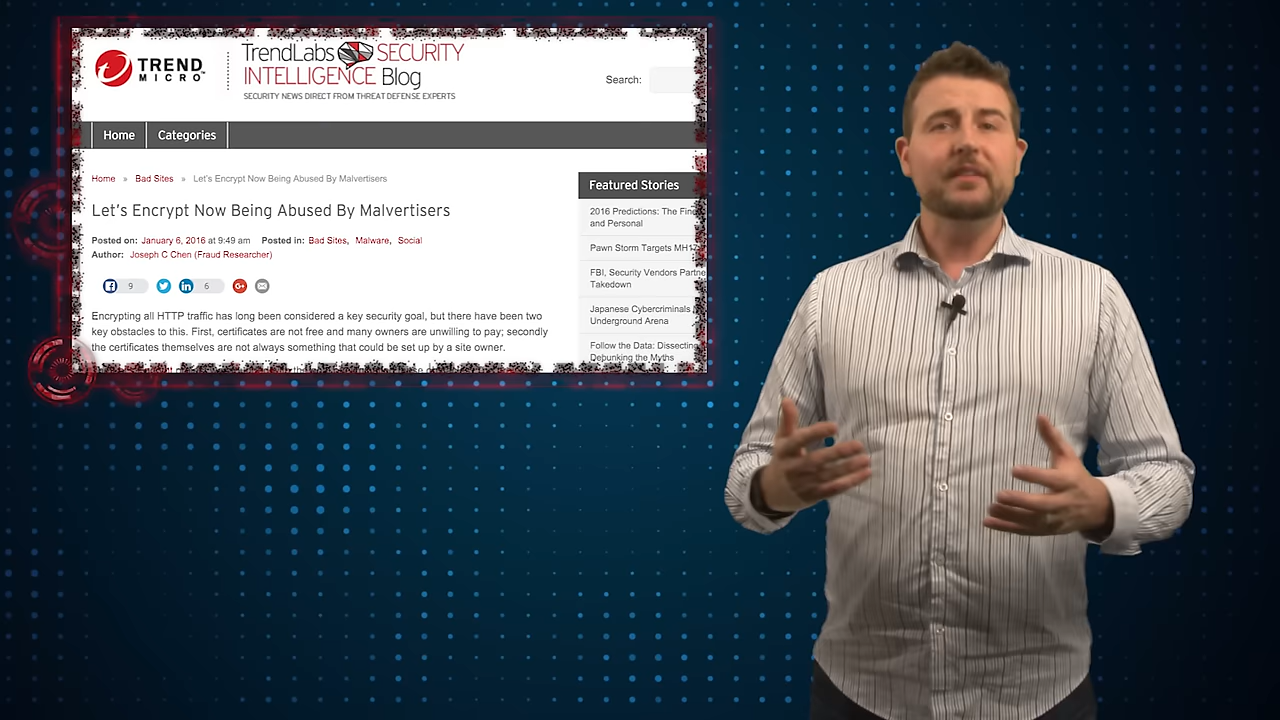 TREND MICRO
TrendLabs SECURITY
INTELLIGENCE Blog
SECURITY NEWS DIRECT FROM THREAT DEFENSE EXPERTS
Search:
Home Categories
Home » Bad Sites » Let's Encrypt Now Being Abused By Malvertisers
Let's Encrypt Now Being Abused By Malvertisers
Posted on: January 6, 2016 at 9:49 am Posted in: Bad Sites, Malware, Social
Author: Joseph C Chen (Fraud Researcher)
9 6
Encrypting all HTTP traffic has long been considered a key security goal, but there have been two
key obstacles to this. First, certificates are not free and many owners are unwilling to pay; secondly
the certificates themselves are not always something that could be set up by a site owner.
Featured Stories
2016 Predictions: The
and Personal
Pawn Storm Targets
FBI, Security Vendors
Takedown
Japanese Cybercriminals
Underground Arena
Follow the Data: Dissecting
Debunking the Myths